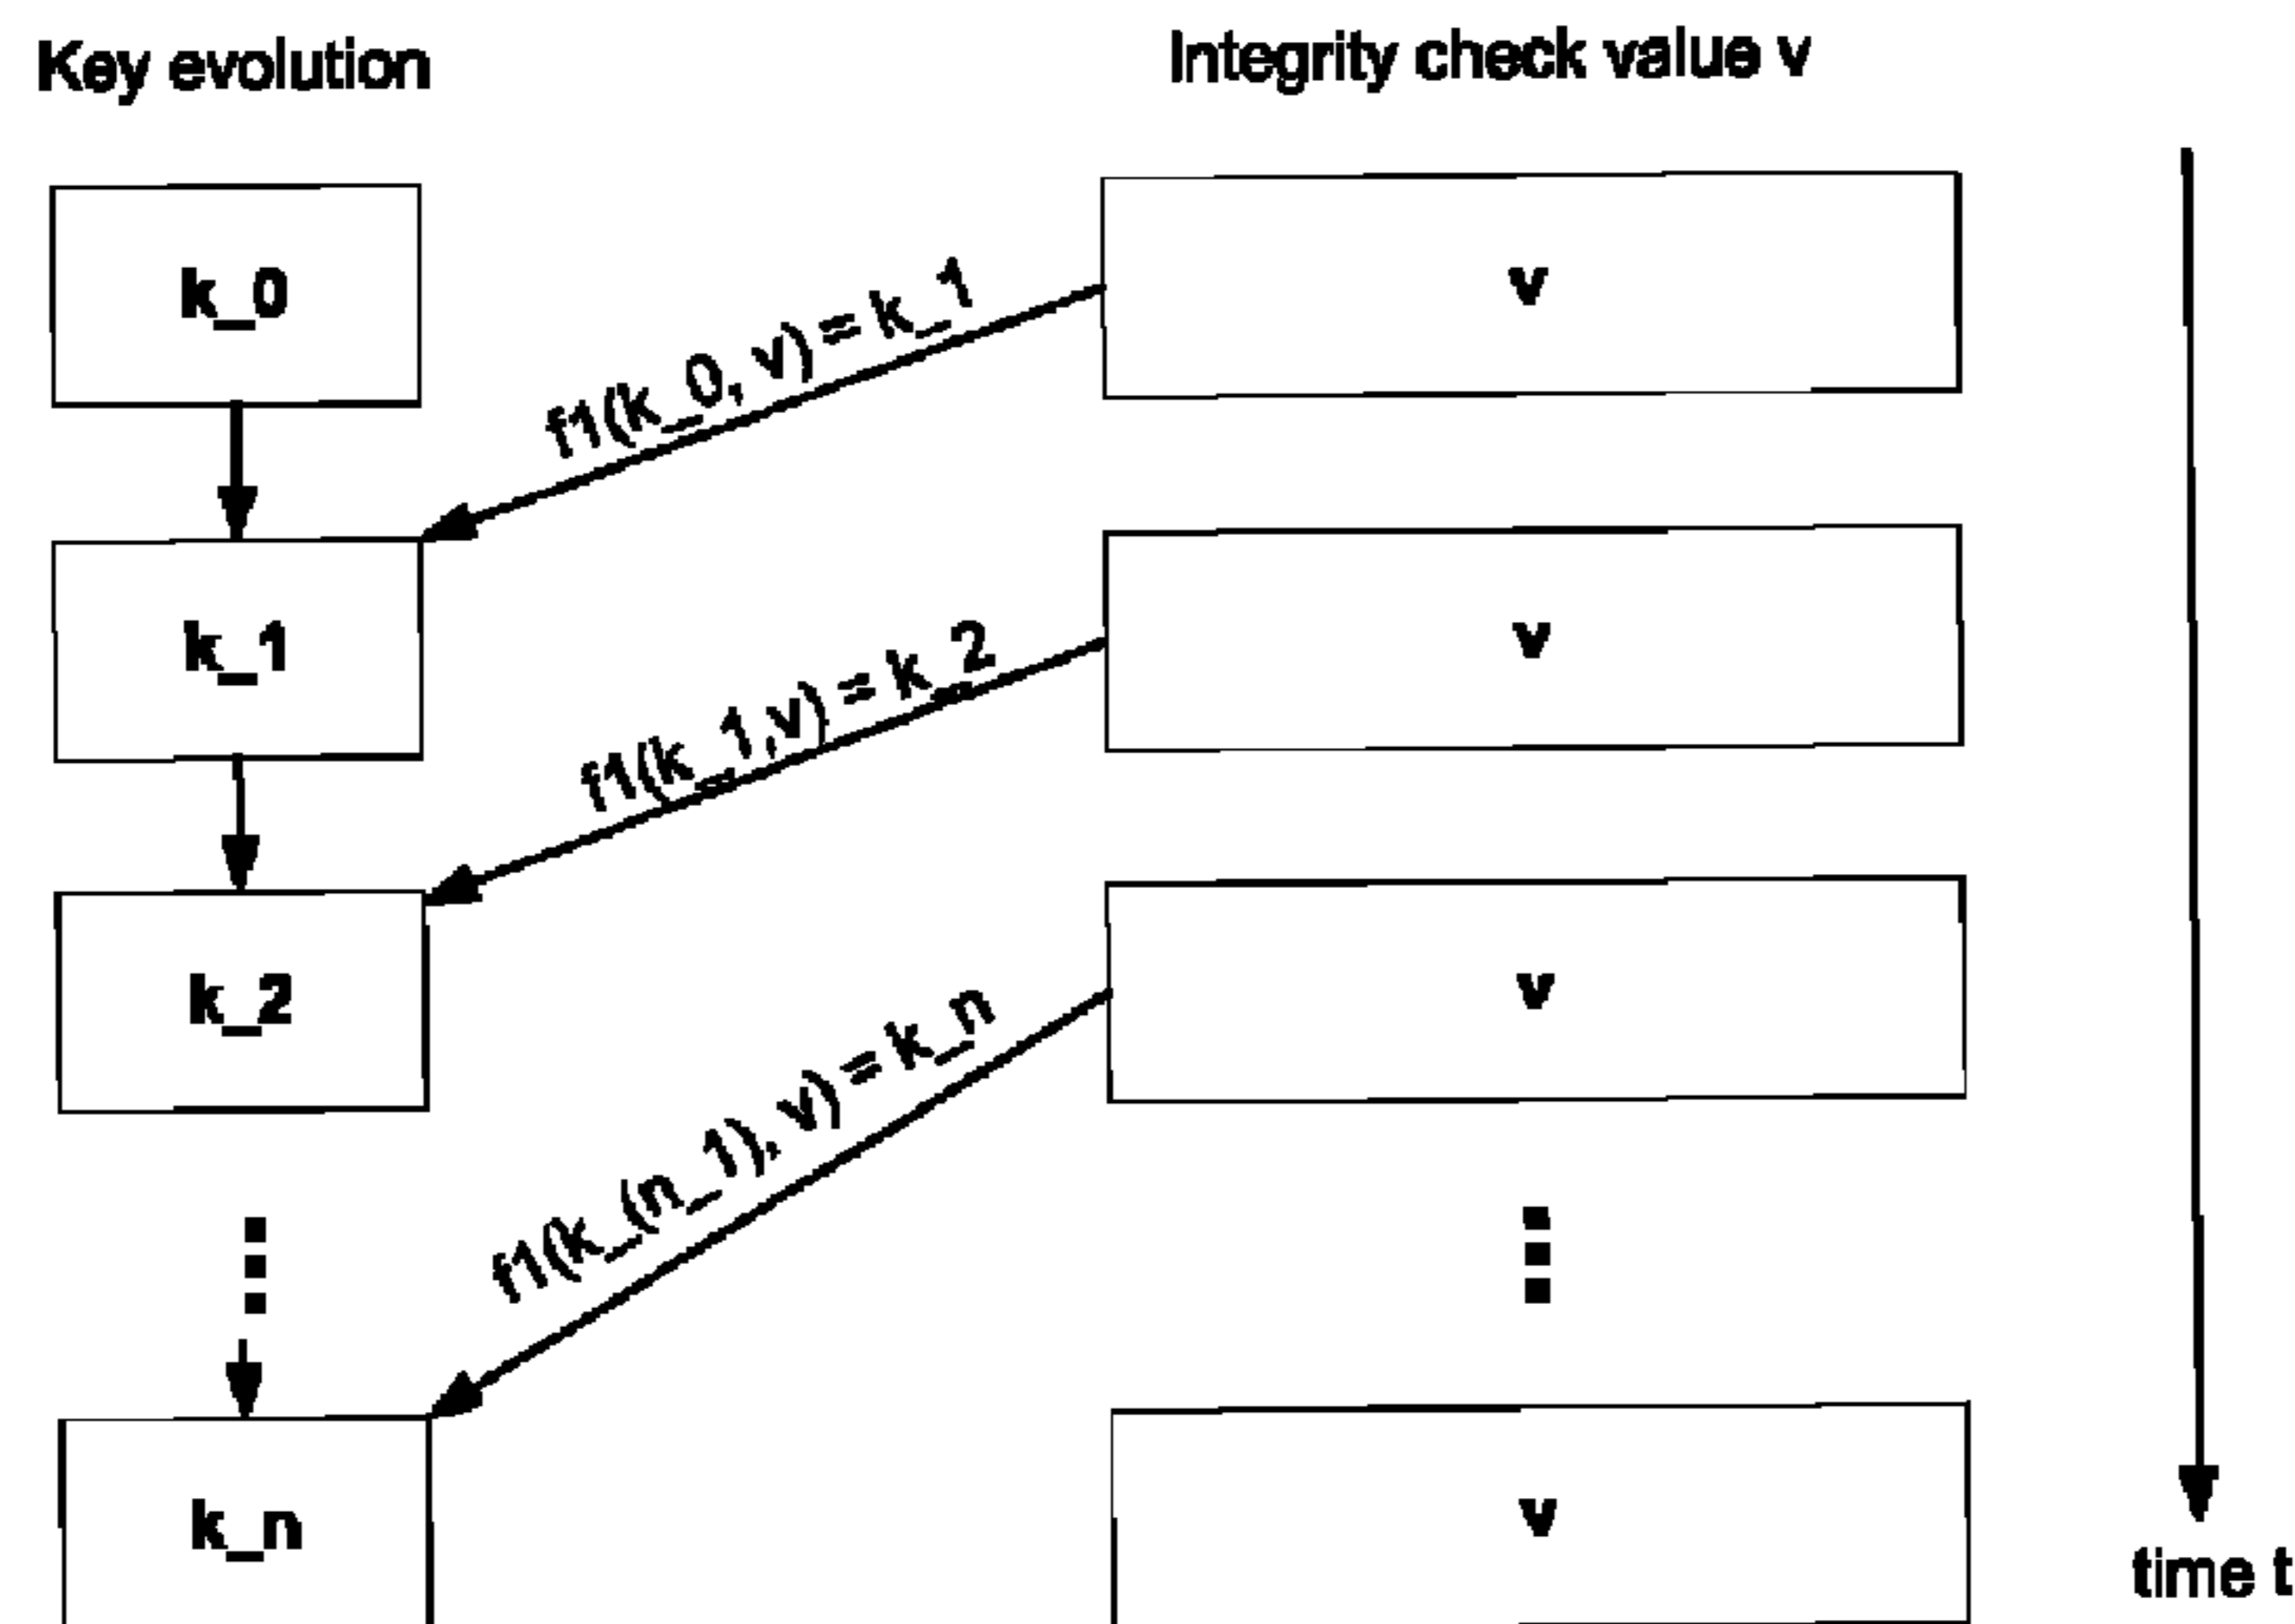 Key evolution
Integrity check value v
k_0
v
f1(k_0, v) = k_1
k_1
v
f1(k_1,v) = k_2
k_2
v
f1(k_(n_1), v) = k_n
k_n
v
time t